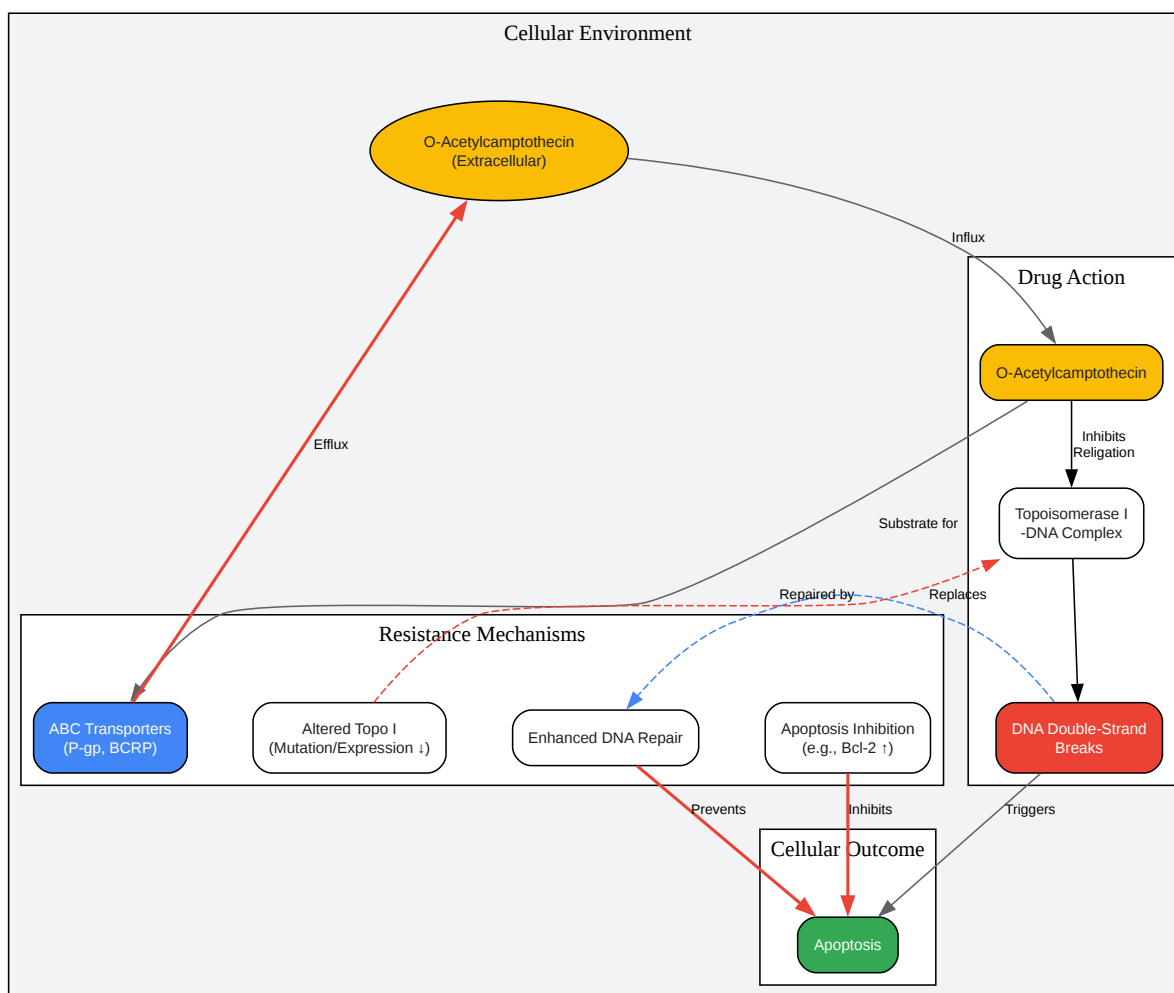 Cellular Environment
O-Acetylcamptothecin
(Extracellular)
Influx
Drug Action
O-Acetylcamptothecin
Efflux
Inhibits
Religation
Topoisomerase I
-DNA Complex
Substrate for
Repaired by
Replaces
Resistance Mechanisms
ABC Transporters
(P-gp, BCRP)
Altered Topo I
(Mutation/Expression ↓)
Enhanced DNA Repair
Apoptosis Inhibition
(e.g., Bcl-2 ↑)
DNA Double-Strand
Breaks
Prevents
Inhibits
Triggers
Cellular Outcome
Apoptosis